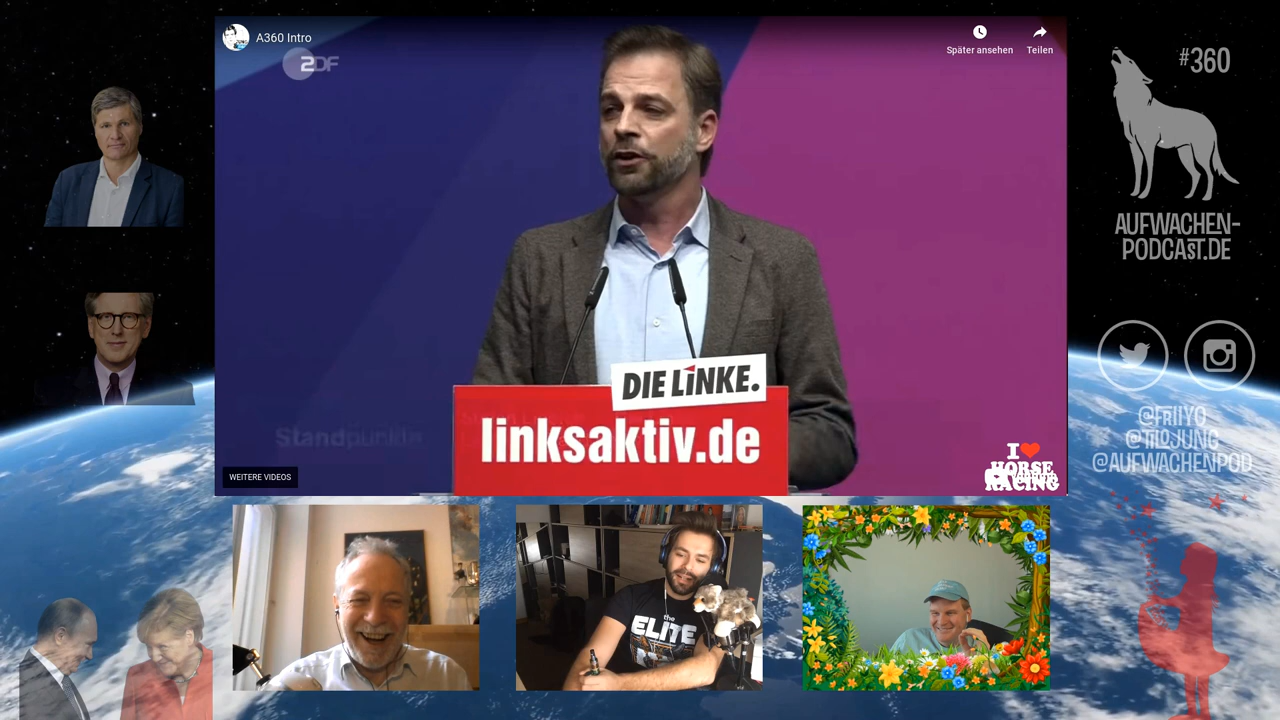 A360 Intro
Später ansehen
Teilen
ZDF
#360
AUFWACHEN-
PODCAST.DE
DIE LINKE.
linksaktiv.de
Standpunkte
WEITERE VIDEOS
I
HORSE
RACING
@FRIIYO
@TILOJUNG
@AUFWACHENPOD
the
ELITE